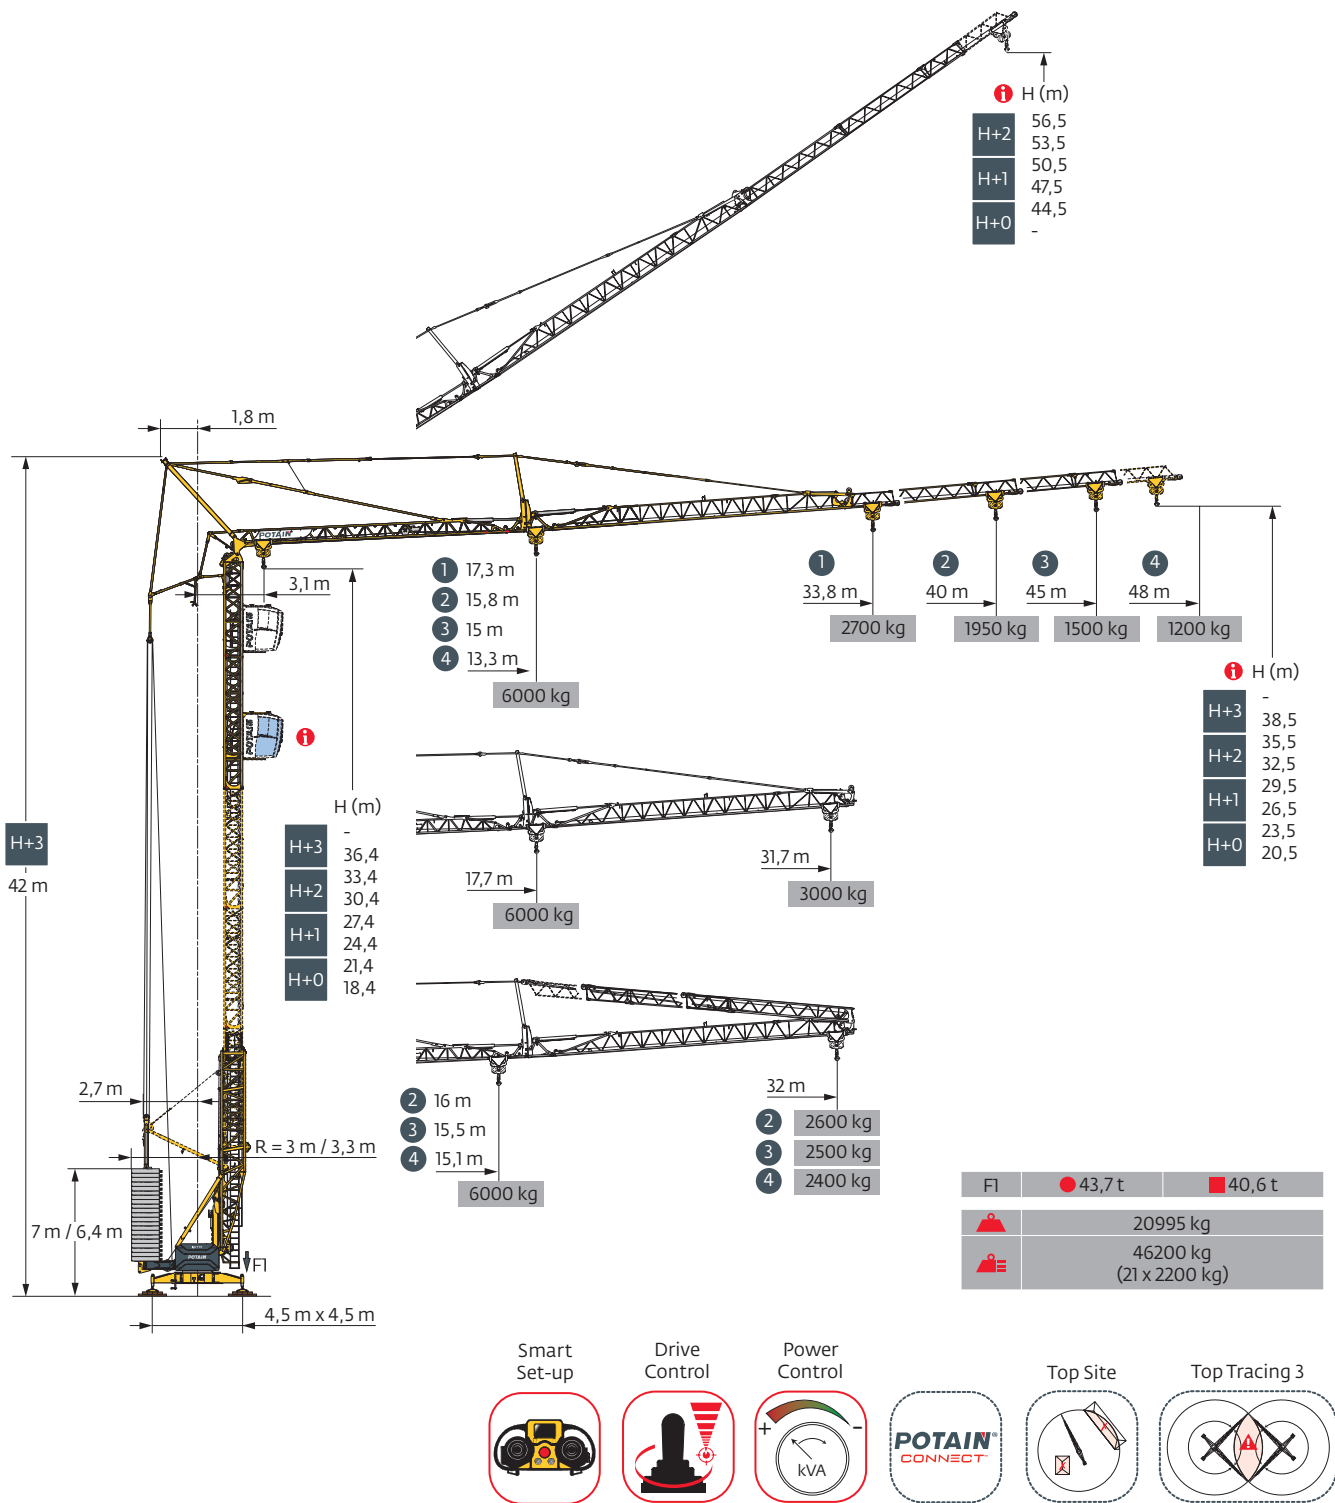 H (m)
H+2
56,5
53,5
H+1
50,5
47,5
H+0
44,5
-
1,8 m
POTAIN
3,1 m
1 17,3 m
2 15,8 m
3 15 m
4 13,3 m
6000 kg
1
33,8 m
2700 kg
2
40 m
1950 kg
3
45 m
1500 kg
4
48 m
1200 kg
POTAIN
POTAIN
H (m)
H+3
-
38,5
H+2
35,5
32,5
H+1
29,5
26,5
H+0
23,5
20,5
H+3
42 m
H (m)
H+3
-
36,4
H+2
33,4
30,4
H+1
27,4
24,4
H+0
21,4
18,4
17,7 m
6000 kg
31,7 m
3000 kg
2,7 m
R = 3 m / 3,3 m
7 m / 6,4 m
POTAIN
F1
4,5 m x 4,5 m
2 16 m
3 15,5 m
4 15,1 m
6000 kg
32 m
2 2600 kg
3 2500 kg
4 2400 kg
F1 43,7 t 40,6 t
20995 kg
46200 kg
(21 x 2200 kg)
Smart
Set-up
Drive
Control
Power
Control
+ -
kVA
POTAIN®
CONNECT
Top Site
Top Tracing 3